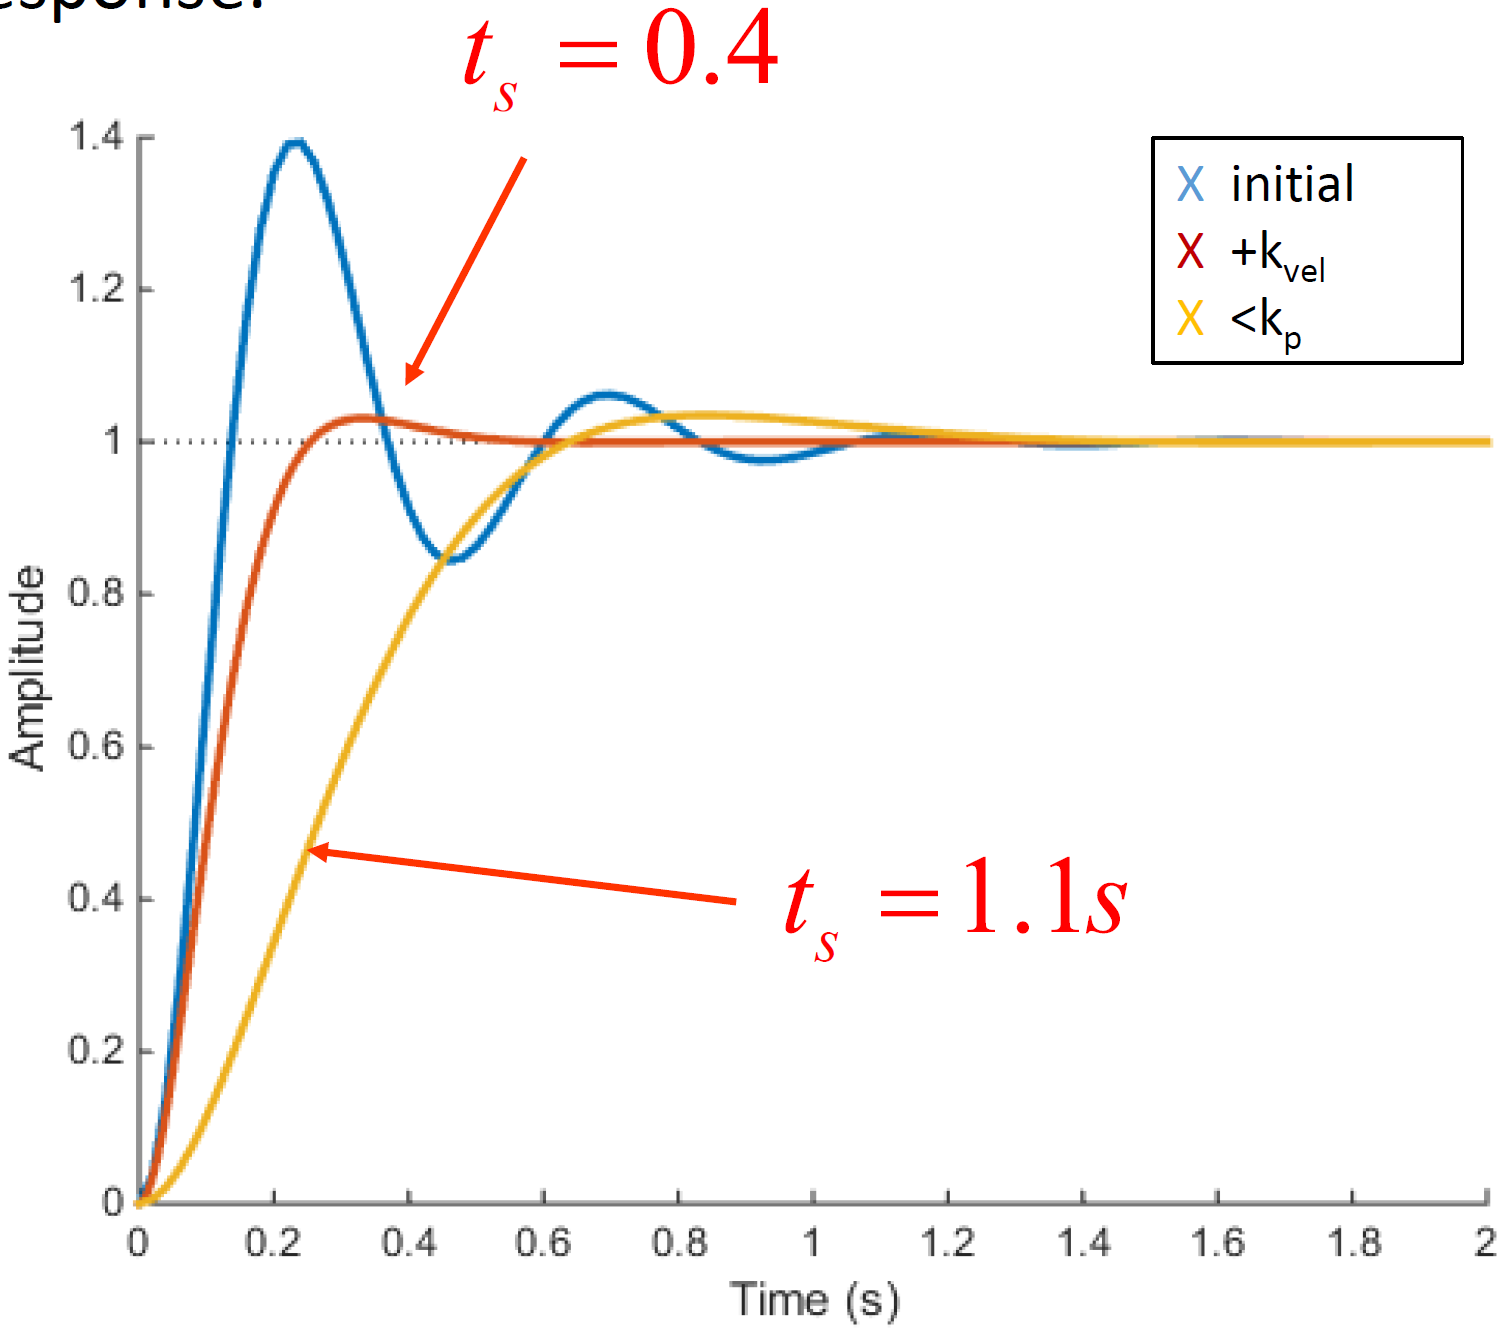 esponse:
t_s = 0.4
1.4
1.2
1
0.8
0.6
0.4
0.2
0
Amplitude
X initial
X +k_vel
X <k_p
t_s = 1.1s
0 0.2 0.4 0.6 0.8 1 1.2 1.4 1.6 1.8 2
Time (s)